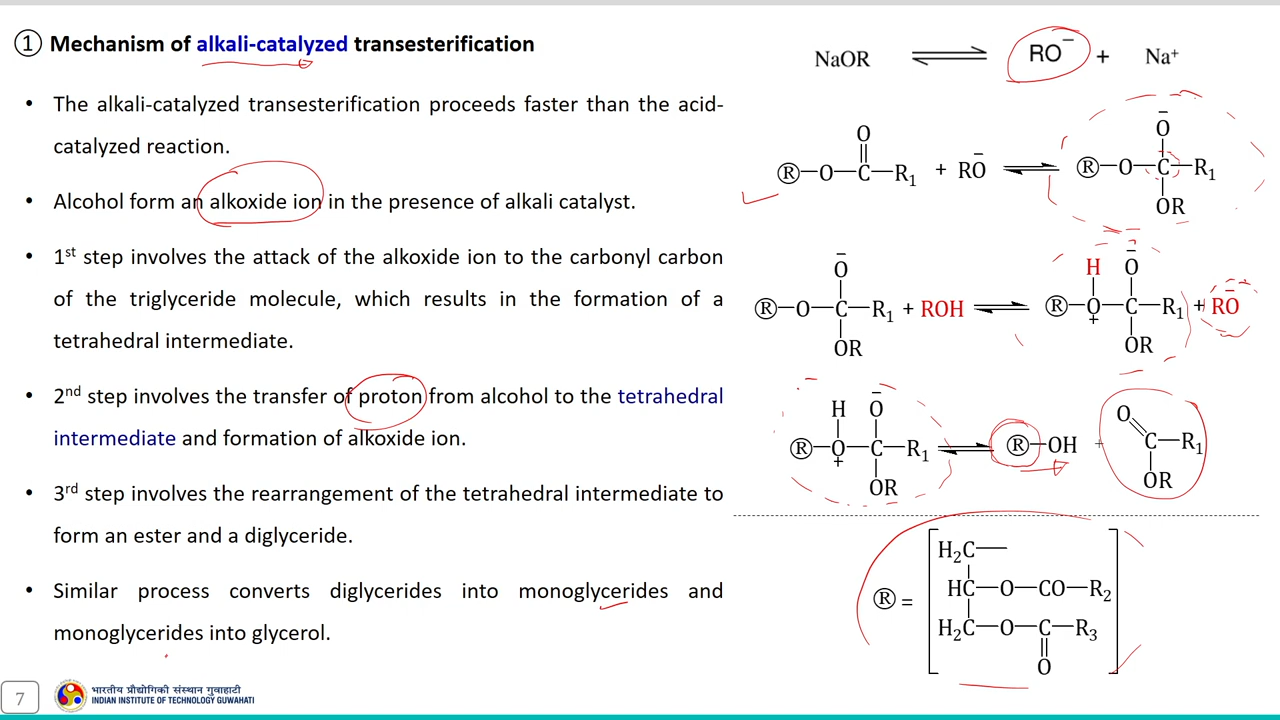 ① Mechanism of alkali-catalyzed transesterification
• The alkali-catalyzed transesterification proceeds faster than the acid-
catalyzed reaction.
• Alcohol form an alkoxide ion in the presence of alkali catalyst.
• 1st step involves the attack of the alkoxide ion to the carbonyl carbon
of the triglyceride molecule, which results in the formation of a
tetrahedral intermediate.
• 2nd step involves the transfer of proton from alcohol to the tetrahedral
intermediate and formation of alkoxide ion.
• 3rd step involves the rearrangement of the tetrahedral intermediate to
form an ester and a diglyceride.
• Similar process converts diglycerides into monoglycerides and
monoglycerides into glycerol.
NaOR ⇌ RO⁻ + Na⁺
O O⁻
Ⓡ—O—C—R₁ + RO⁻ ⇌ Ⓡ—O—C—R₁
OR
O⁻ H O⁻
Ⓡ—O—C—R₁ + ROH ⇌ Ⓡ—O—C—R₁ + RO⁻
+
OR OR
H O⁻ O
Ⓡ—O—C—R₁ ⇌ Ⓡ—OH + C—R₁
+
OR OR
H₂C—
Ⓡ = HC—O—CO—R₂
H₂C—O—C—R₃
O
7
भारतीय प्रौद्योगिकी संस्थान गुवाहाटी
INDIAN INSTITUTE OF TECHNOLOGY GUWAHATI